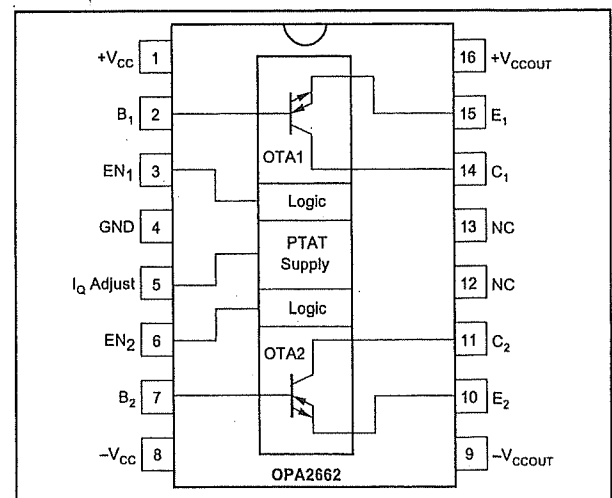 +VCC 1
B1 2
EN1 3
GND 4
IQ Adjust 5
EN2 6
B2 7
–VCC 8
OTA1
Logic
PTAT
Supply
Logic
OTA2
16 +VCCOUT
15 E1
14 C1
13 NC
12 NC
11 C2
10 E2
9 –VCCOUT
OPA2662